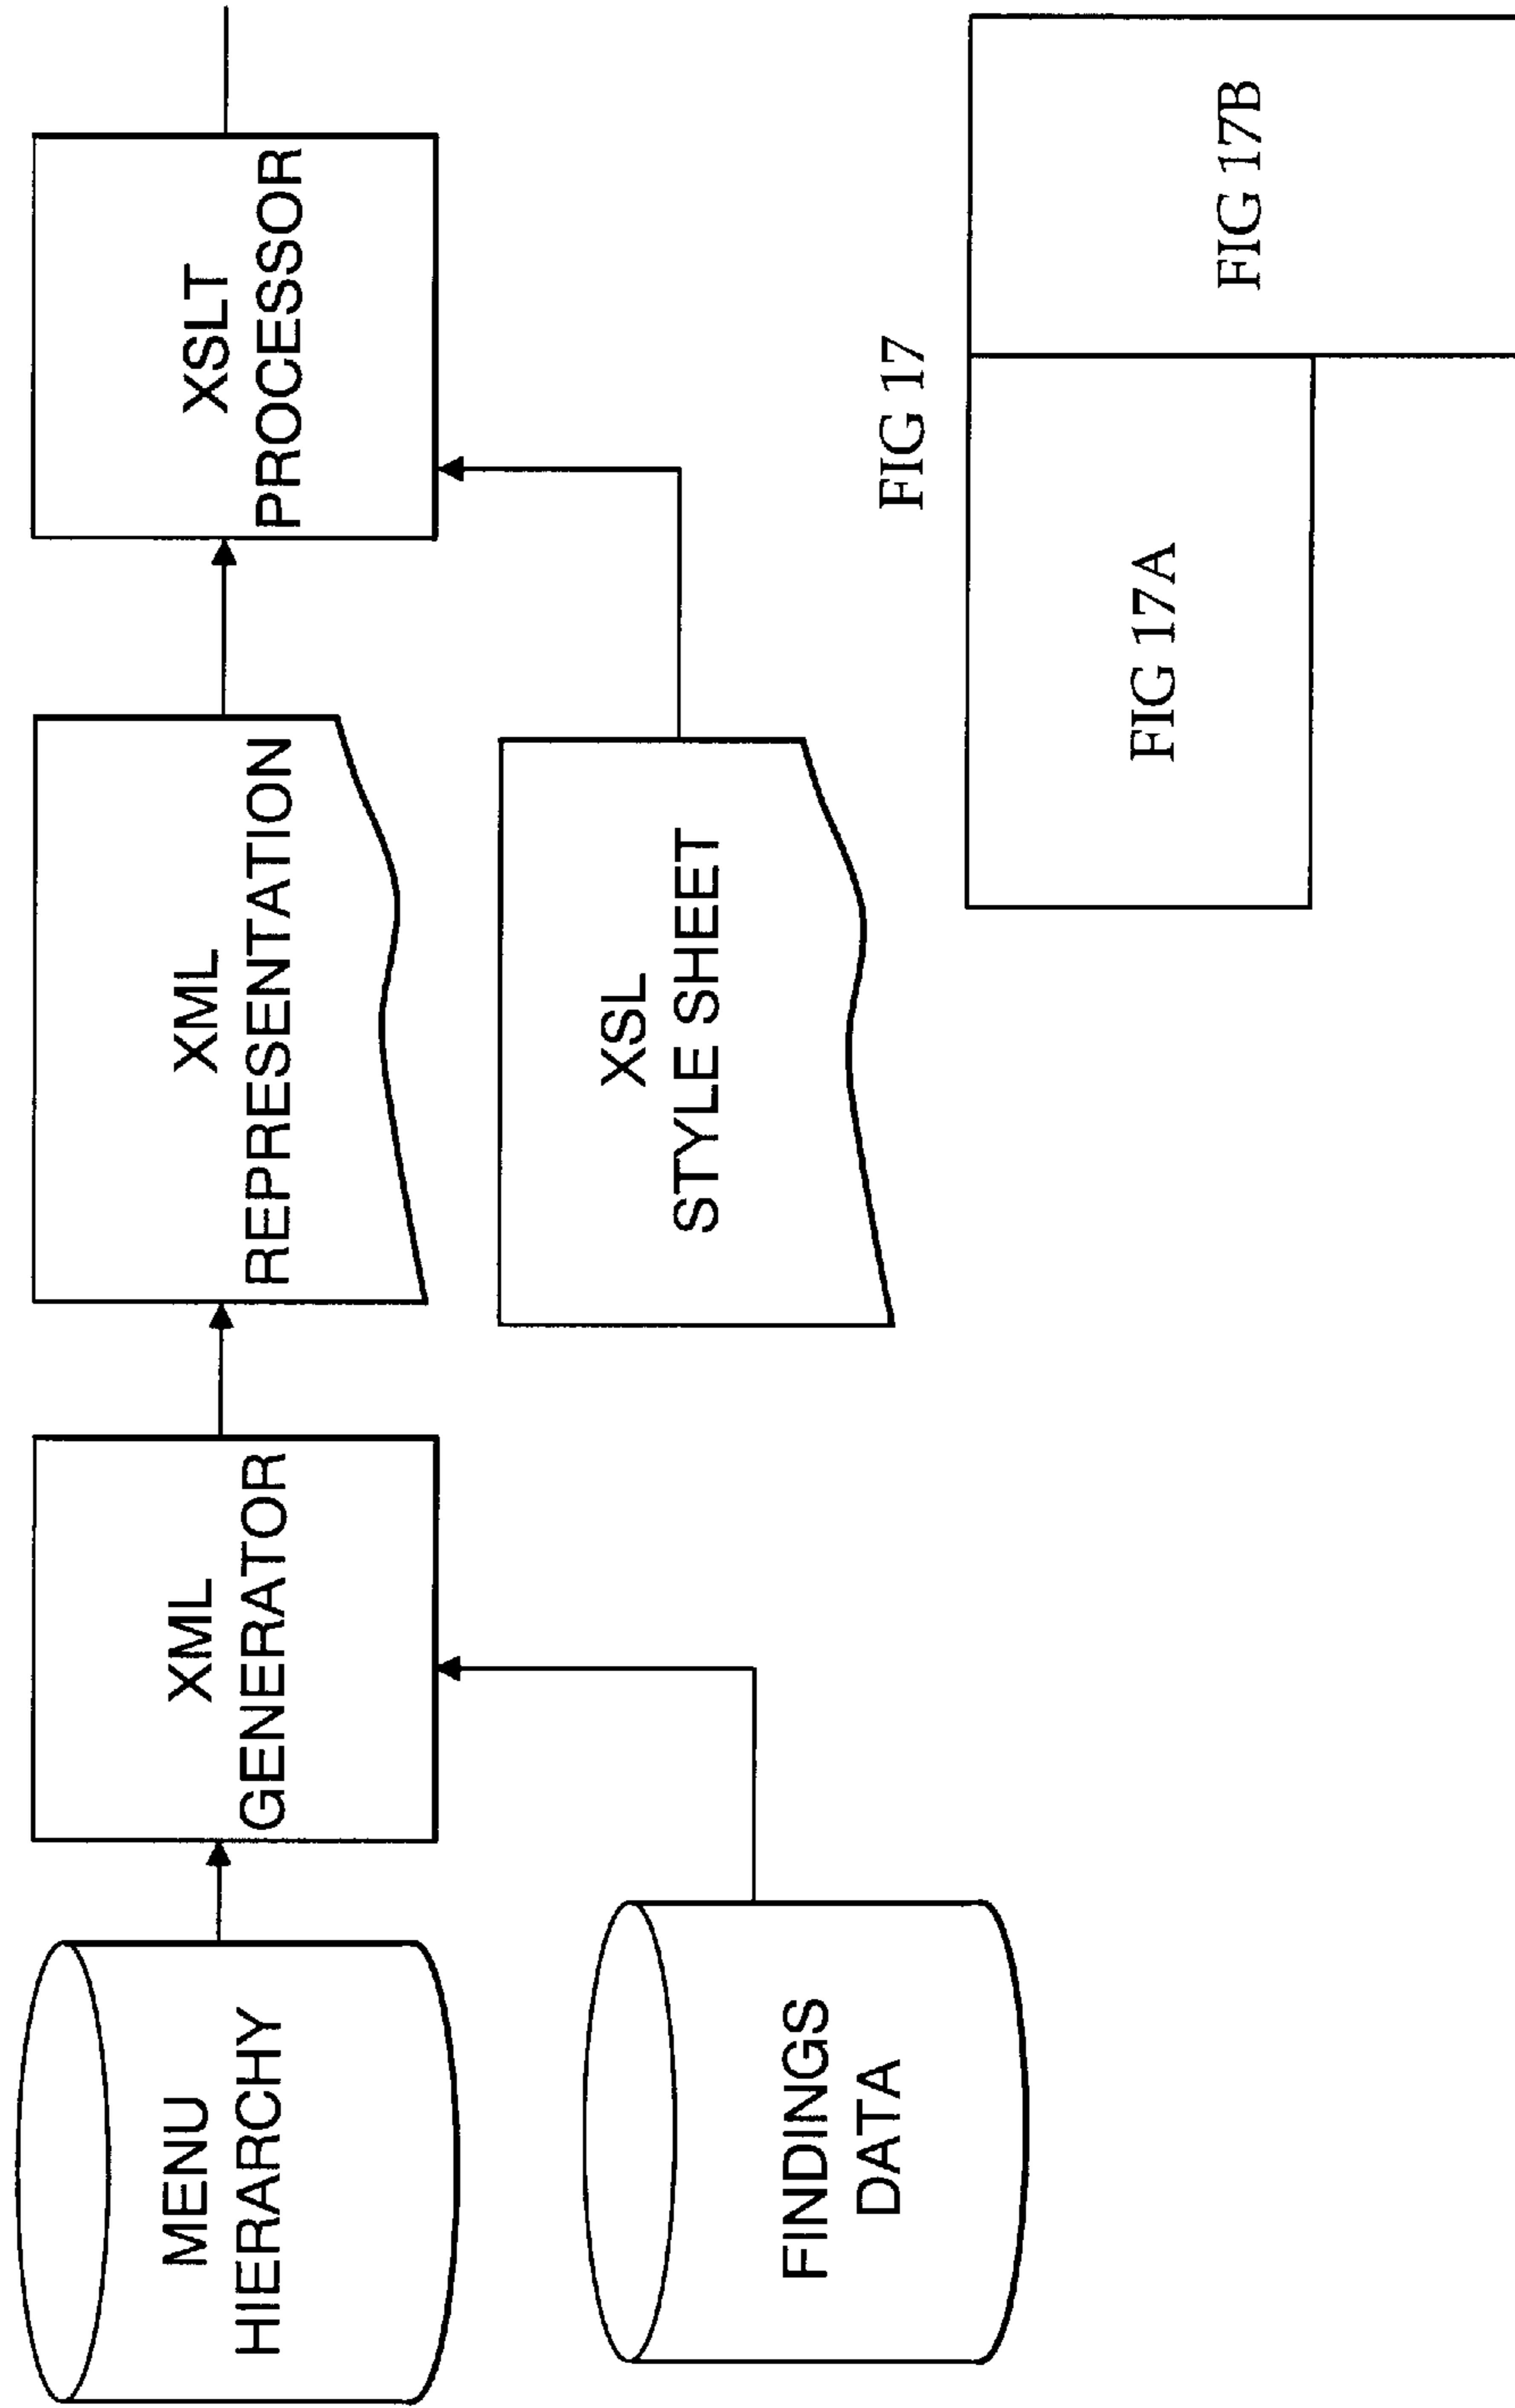 MENU
HIERARCHY
XML
GENERATOR
XML
REPRESENTATION
XSLT
PROCESSOR
FINDINGS
DATA
XSL
STYLE SHEET
FIG 17
FIG 17A
FIG 17B